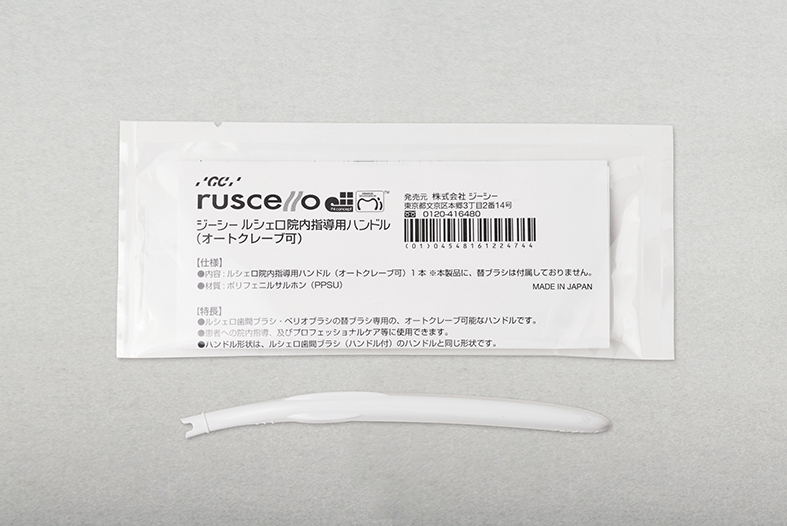 'GC'
ruscello
Pii concept
TM
ジーシー ルシェロ院内指導用ハンドル
（オートクレーブ可）
発売元 株式会社 ジーシー
東京都文京区本郷3丁目2番14号
0120-416480
(01)04548161224744
【仕様】
●内容：ルシェロ院内指導用ハンドル（オートクレーブ可）1本 ※本製品に、替ブラシは付属しておりません。
●材質：ポリフェニルサルホン（PPSU）
MADE IN JAPAN
【特長】
●ルシェロ歯間ブラシ・ペリオブラシの替ブラシ専用の、オートクレーブ可能なハンドルです。
●患者への院内指導、及びプロフェッショナルケア等に使用できます。
●ハンドル形状は、ルシェロ歯間ブラシ（ハンドル付）のハンドルと同じ形状です。